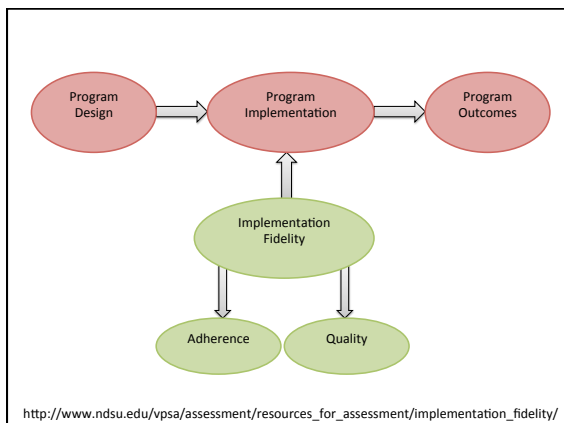 Program
Design
Program
Implementation
Program
Outcomes
Implementation
Fidelity
Adherence
Quality
http://www.ndsu.edu/vpsa/assessment/resources_for_assessment/implementation_fidelity/